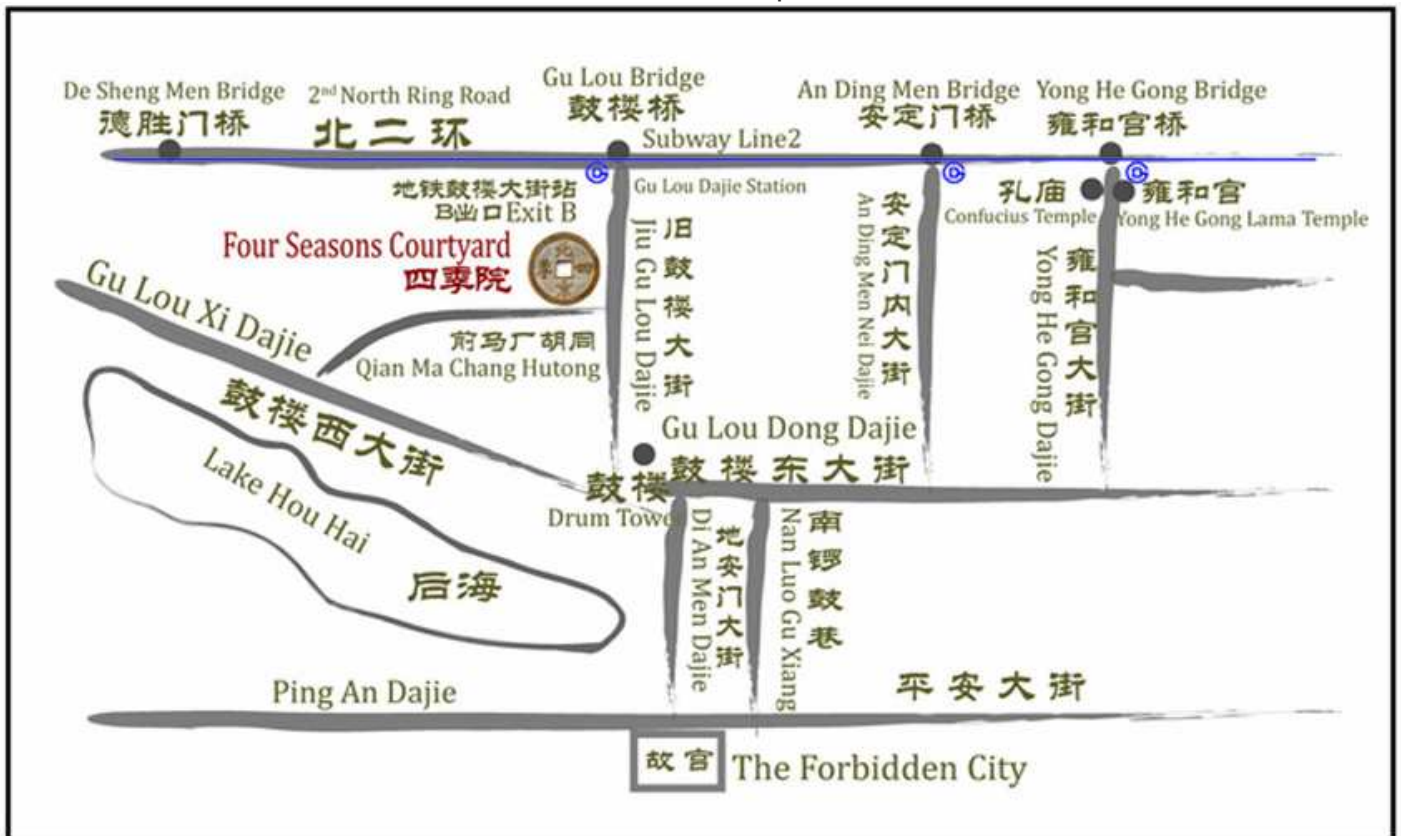 De Sheng Men Bridge
德胜门桥
2nd North Ring Road
北二环
Gu Lou Bridge
鼓楼桥
An Ding Men Bridge
安定门桥
Yong He Gong Bridge
雍和宫桥
Subway Line2
地铁鼓楼大街站
B出口Exit B
Gu Lou Dajie Station
孔庙
Confucius Temple
雍和宫
Yong He Gong Lama Temple
Four Seasons Courtyard
四季院
旧鼓楼大街
Jiu Gu Lou Dajie
安定门内大街
An Ding Men Nei Dajie
雍和宫大街
Yong He Gong Dajie
Gu Lou Xi Dajie
鼓楼西大街
前马厂胡同
Qian Ma Chang Hutong
Gu Lou Dong Dajie
鼓楼东大街
鼓楼
Drum Tower
Lake Hou Hai
后海
Di An Men Dajie
地安门大街
Nan Luo Gu Xiang
南锣鼓巷
Ping An Dajie
平安大街
故宫
The Forbidden City